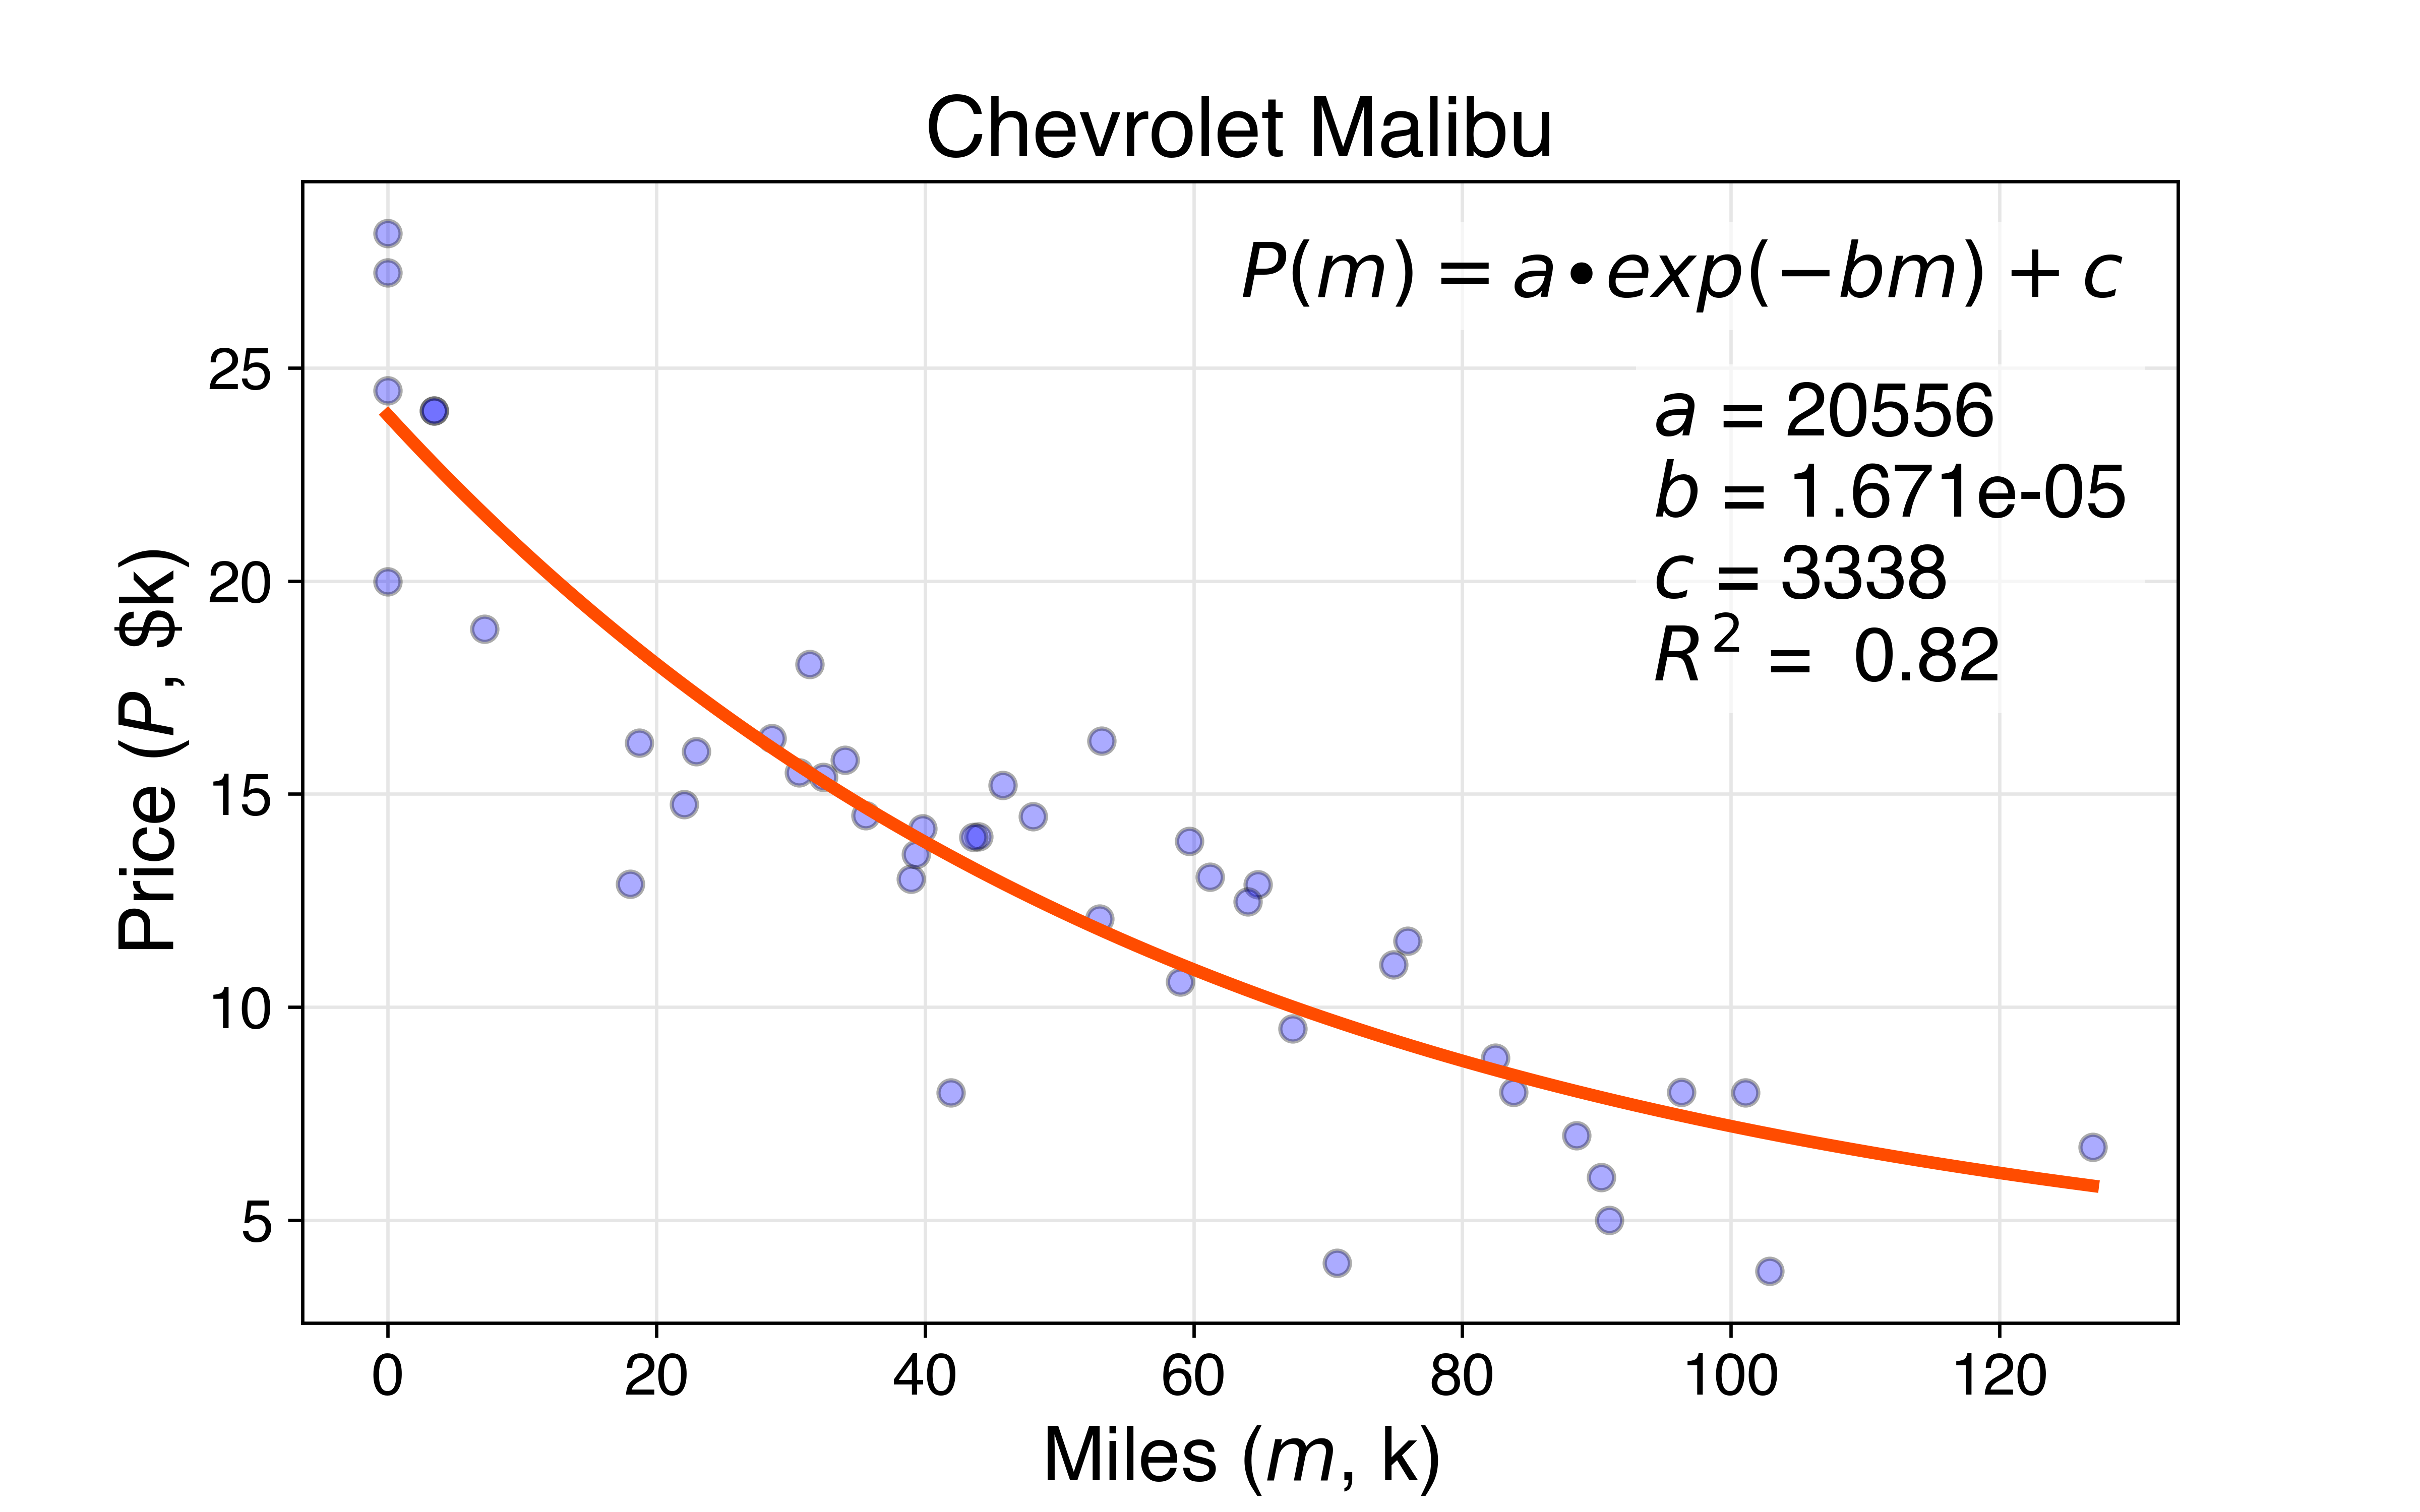 Chevrolet Malibu
P(m) = a•exp(−bm) + c
a = 20556
b = 1.671e-05
c = 3338
R² = 0.82
Price (P, $k)
25
20
15
10
5
0 20 40 60 80 100 120
Miles (m, k)